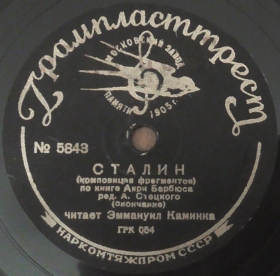 Грампласттрест
МОСКОВСКИЙ ЗАВОД
ПАМЯТИ 1905 г.
№ 5843
СТАЛИН
(композиция фрагментов)
по книге Анри Барбюса
ред. А. Стецкого
(окончание)
читает Эммануил Каминка
ГРК 054
НАРКОМТЯЖПРОМ СССР